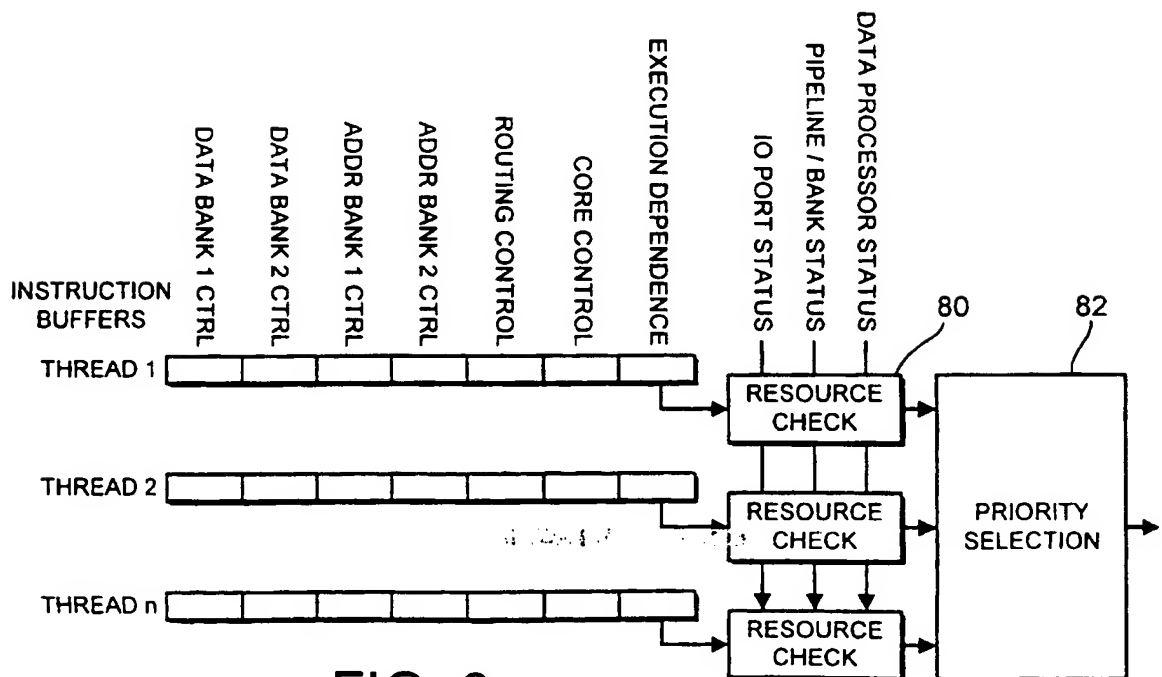 DATA BANK 1 CTRL
DATA BANK 2 CTRL
ADDR BANK 1 CTRL
ADDR BANK 2 CTRL
ROUTING CONTROL
CORE CONTROL
EXECUTION DEPENDENCE
IO PORT STATUS
PIPELINE / BANK STATUS
DATA PROCESSOR STATUS
80
82
INSTRUCTION
BUFFERS
THREAD 1
RESOURCE
CHECK
THREAD 2
RESOURCE
CHECK
PRIORITY
SELECTION
THREAD n
RESOURCE
CHECK